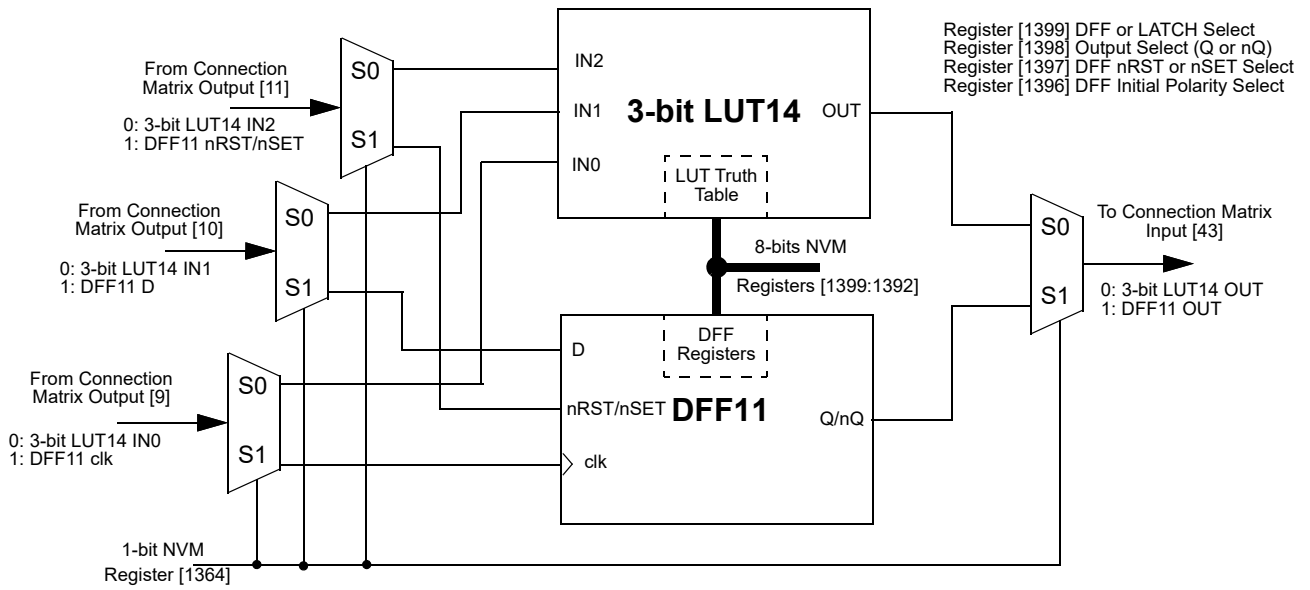 Register [1399] DFF or LATCH Select
Register [1398] Output Select (Q or nQ)
Register [1397] DFF nRST or nSET Select
Register [1396] DFF Initial Polarity Select
From Connection
Matrix Output [11]
0: 3-bit LUT14 IN2
1: DFF11 nRST/nSET
S0
S1
IN2
IN1
IN0
3-bit LUT14
OUT
LUT Truth
Table
From Connection
Matrix Output [10]
0: 3-bit LUT14 IN1
1: DFF11 D
S0
S1
8-bits NVM
Registers [1399:1392]
S0
S1
To Connection Matrix
Input [43]
0: 3-bit LUT14 OUT
1: DFF11 OUT
From Connection
Matrix Output [9]
0: 3-bit LUT14 IN0
1: DFF11 clk
S0
S1
DFF
Registers
D
nRST/nSET
DFF11
Q/nQ
clk
1-bit NVM
Register [1364]